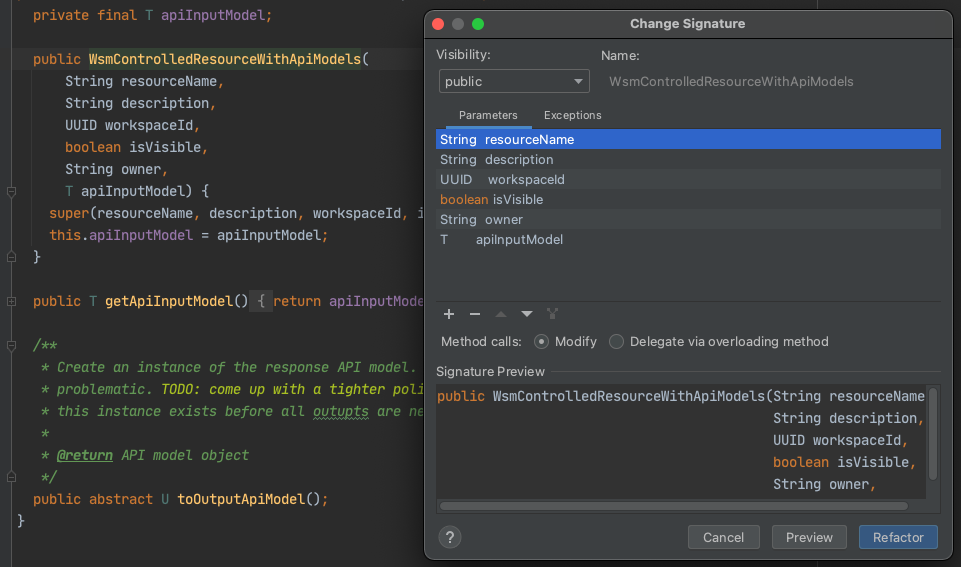 private final T apiInputModel;
public WsmControlledResourceWithApiModels(
String resourceName,
String description,
UUID workspaceId,
boolean isVisible,
String owner,
T apiInputModel) {
super(resourceName, description, workspaceId, i
this.apiInputModel = apiInputModel;
}
public T getApiInputModel() { return apiInputMode
/**
* Create an instance of the response API model.
* problematic. TODO: come up with a tighter poli
* this instance exists before all outupts are ne
*
* @return API model object
*/
public abstract U toOutputApiModel();
}
Change Signature
Visibility:
Name:
public
WsmControlledResourceWithApiModels
Parameters
Exceptions
String resourceName
String description
UUID workspaceId
boolean isVisible
String owner
T apiInputModel
Method calls:
Modify
Delegate via overloading method
Signature Preview
public WsmControlledResourceWithApiModels(String resourceName
String description,
UUID workspaceId,
boolean isVisible,
String owner,
?
Cancel
Preview
Refactor